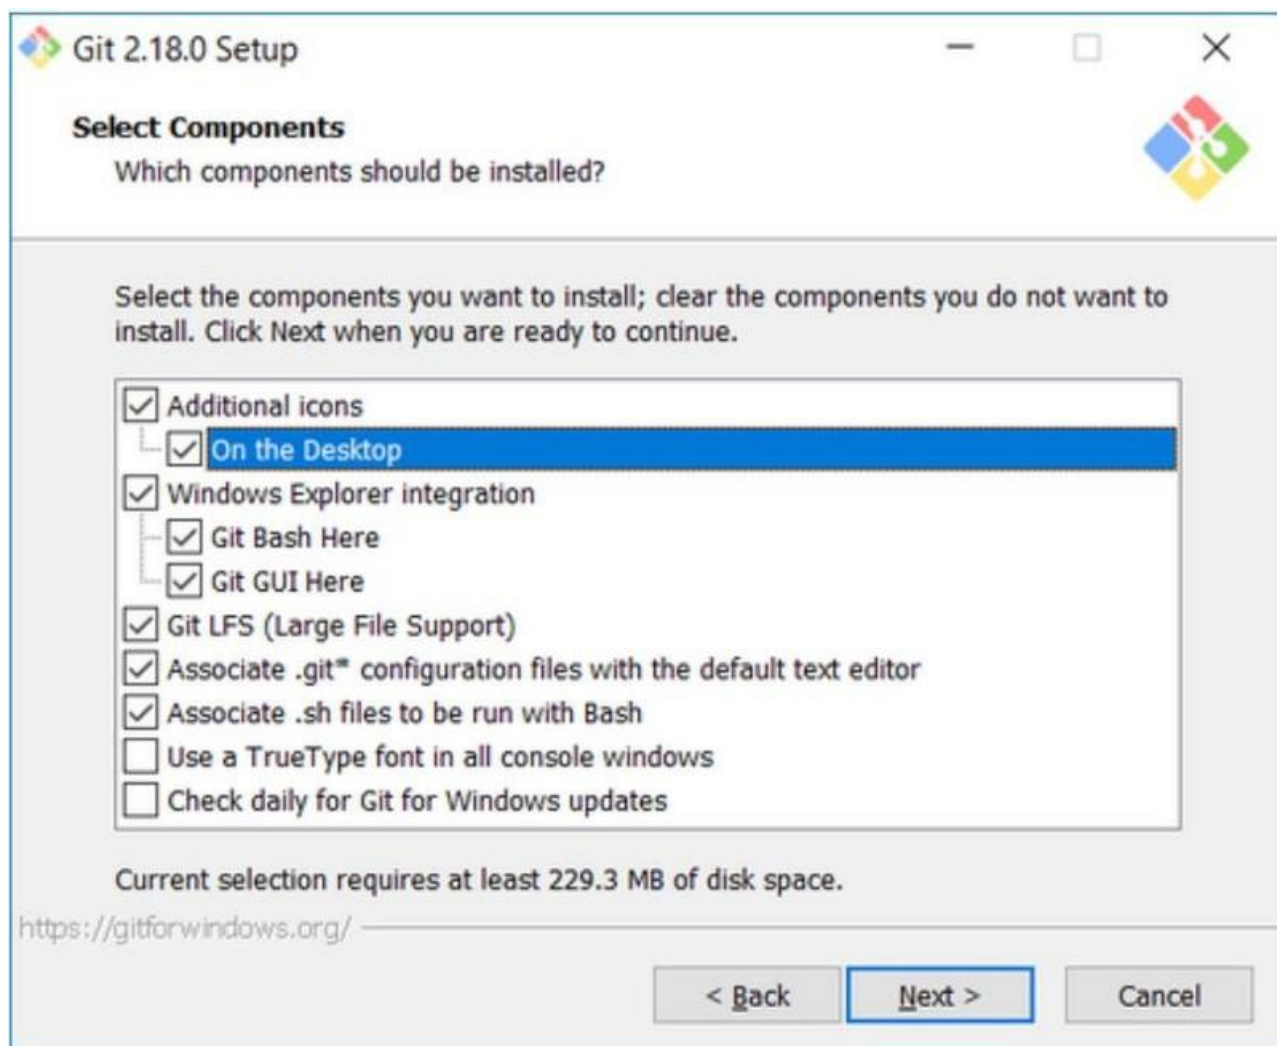 Git 2.18.0 Setup
Select Components
Which components should be installed?
Select the components you want to install; clear the components you do not want to
install. Click Next when you are ready to continue.
Additional icons
On the Desktop
Windows Explorer integration
Git Bash Here
Git GUI Here
Git LFS (Large File Support)
Associate .git* configuration files with the default text editor
Associate .sh files to be run with Bash
Use a TrueType font in all console windows
Check daily for Git for Windows updates
Current selection requires at least 229.3 MB of disk space.
https://gitforwindows.org/
< Back
Next >
Cancel